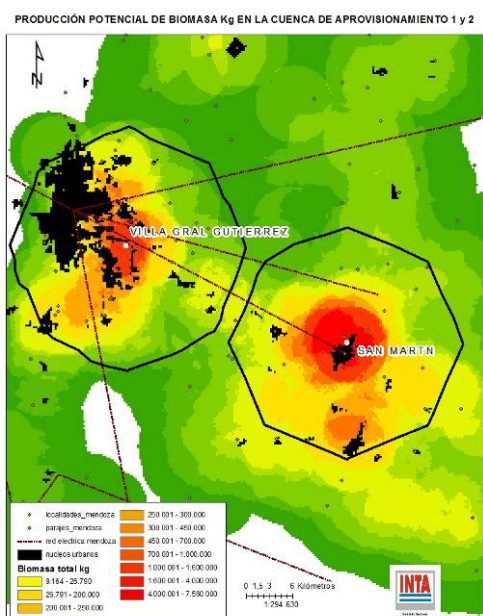 PRODUCCIÓN POTENCIAL DE BIOMASA Kg EN LA CUENCA DE APROVISIONAMIENTO 1 y 2
N
VILLA GRAL GUTIERREZ
SAN MARTN
localidades_mendoza
parajes_mendoza
red electrica mendoza
nucleos urbanos
Biomasa total kg
9.164 - 25.790
25.791 - 200.000
200.001 - 250.000
250.001 - 300.000
300.001 - 450.000
450.001 - 700.000
700.001 - 1.000.000
1.000.001 - 1.600.000
1.600.001 - 4.000.000
4.000.001 - 7.560.000
0 1,5 3 6 Kilómetros
1:294.630
INTA